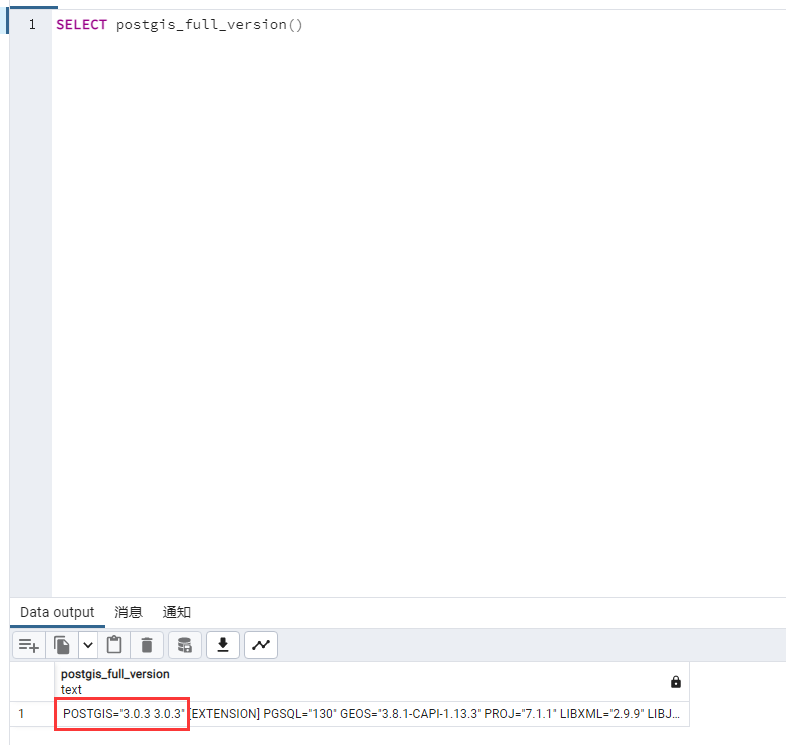 1 SELECT postgis_full_version()
Data output 消息 通知
postgis_full_version
text
1 POSTGIS="3.0.3 3.0.3" [EXTENSION] PGSQL="130" GEOS="3.8.1-CAPI-1.13.3" PROJ="7.1.1" LIBXML="2.9.9" LIBJ...